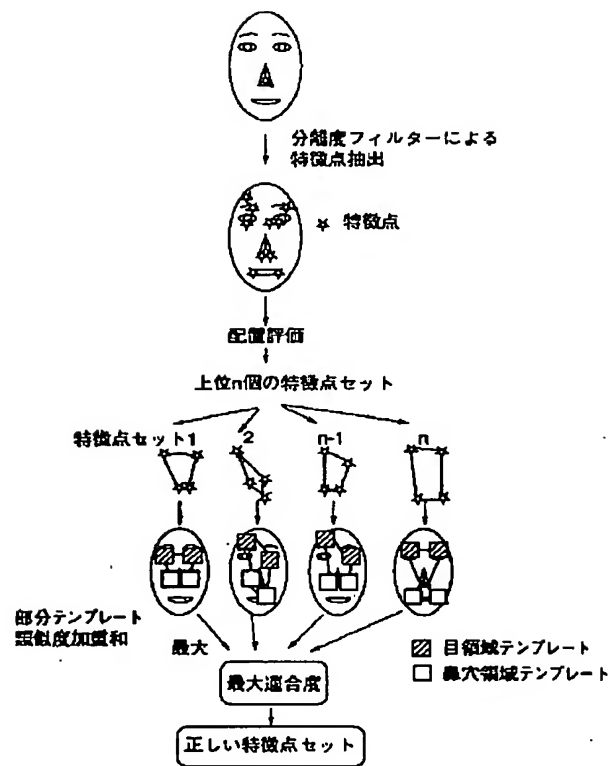 分離度フィルターによる
特徴点抽出
☆ 特徴点
配置評価
上位n個の特徴点セット
特徴点セット1
2
n-1
n
部分テンプレート
類似度加重和
最大
目領域テンプレート
鼻穴領域テンプレート
最大適合度
正しい特徴点セット